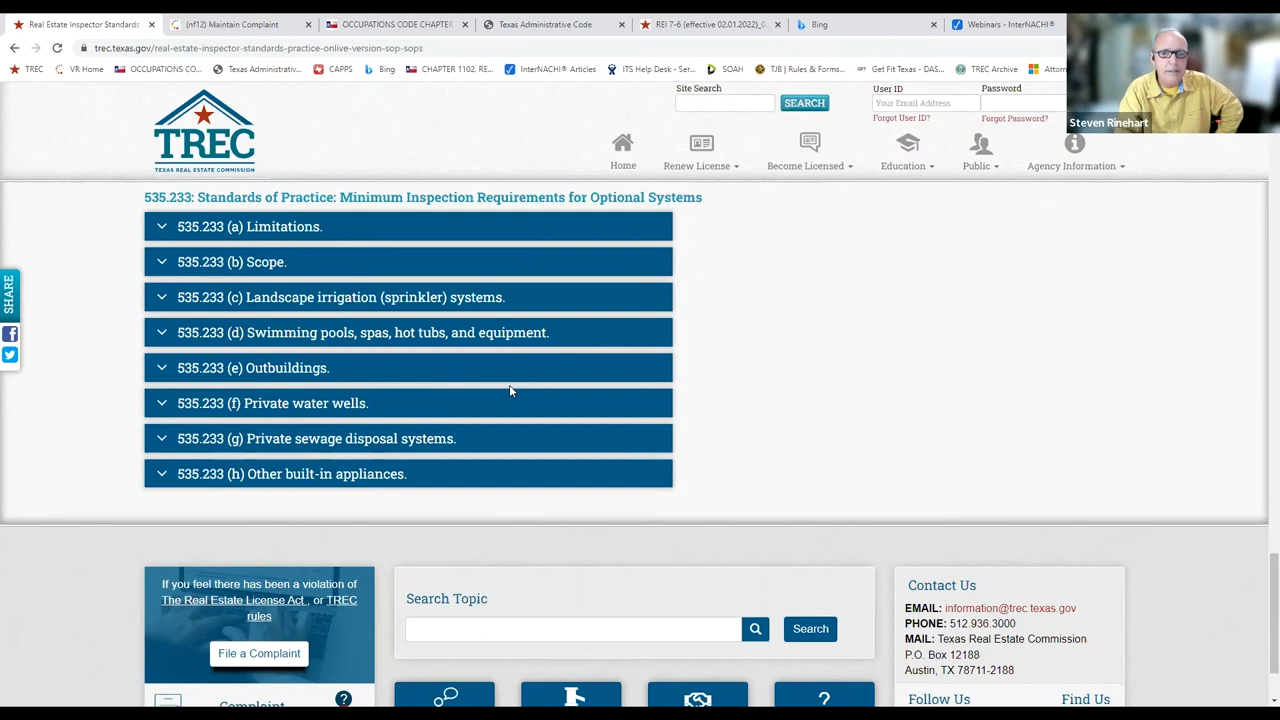 Real Estate Inspector Standards
(nf12) Maintain Complaint
OCCUPATIONS CODE CHAPTER
Texas Administrative Code
REI 7-6 (effective 02.01.2022)_0
Bing
Webinars - InterNACHI®
trec.texas.gov/real-estate-inspector-standards-practice-onlive-version-sop-sops
TREC
VR Home
OCCUPATIONS CO...
Texas Administrativ...
CAPPS
Bing
CHAPTER 1102. RE...
InterNACHI® Articles
ITS Help Desk - Ser...
SOAH
TJB | Rules & Forms...
Get Fit Texas - DAS...
TREC Archive
Attorn
Steven Rinehart
TREC
TEXAS REAL ESTATE COMMISSION
Site Search
SEARCH
User ID
Your Email Address
Forgot User ID?
Password
Forgot Password?
Home
Renew License
Become Licensed
Education
Public
Agency Information
535.233: Standards of Practice: Minimum Inspection Requirements for Optional Systems
535.233 (a) Limitations.
535.233 (b) Scope.
535.233 (c) Landscape irrigation (sprinkler) systems.
535.233 (d) Swimming pools, spas, hot tubs, and equipment.
535.233 (e) Outbuildings.
535.233 (f) Private water wells.
535.233 (g) Private sewage disposal systems.
535.233 (h) Other built-in appliances.
SHARE
If you feel there has been a violation of
The Real Estate License Act , or TREC
rules
File a Complaint
Complaint
Search Topic
Search
Contact Us
EMAIL: information@trec.texas.gov
PHONE: 512.936.3000
MAIL: Texas Real Estate Commission
P.O. Box 12188
Austin, TX 78711-2188
Follow Us
Find Us